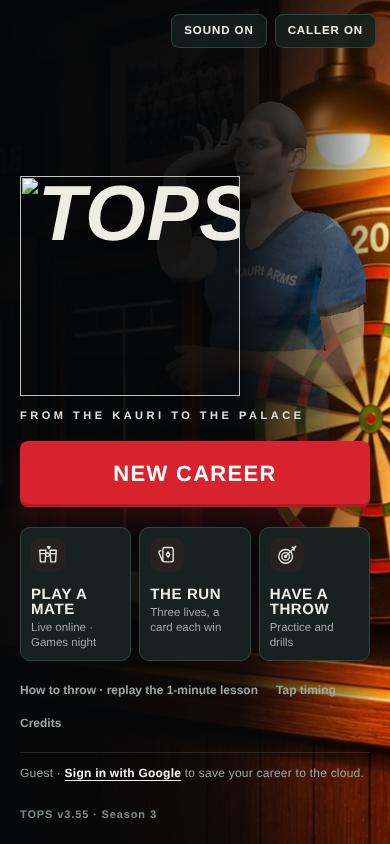 SOUND ON
CALLER ON
TOPS
KAURI ARMS
20
FROM THE KAURI TO THE PALACE
NEW CAREER
PLAY A
MATE
Live online ·
Games night
THE RUN
Three lives, a
card each win
HAVE A
THROW
Practice and
drills
How to throw · replay the 1-minute lesson
Tap timing
Credits
Guest · Sign in with Google to save your career to the cloud.
TOPS v3.55 · Season 3